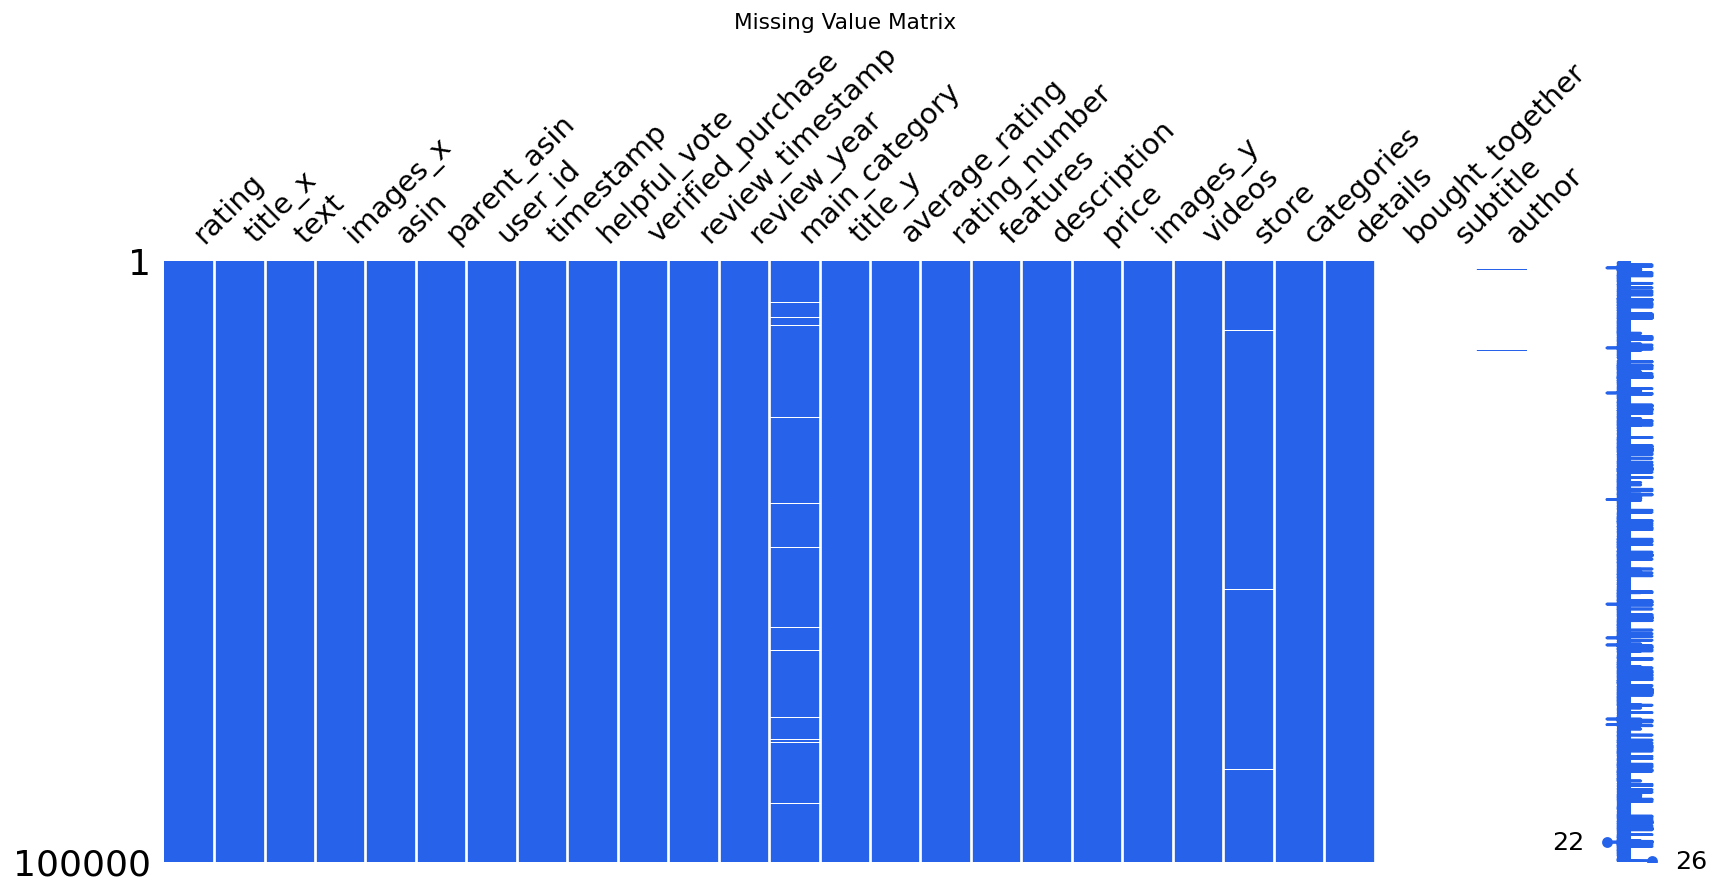 Missing Value Matrix
rating
title_x
text
images_x
asin
parent_asin
user_id
timestamp
helpful_vote
verified_purchase
review_timestamp
review_year
main_category
title_y
average_rating
rating_number
features
description
price
images_y
videos
store
categories
details
bought_together
subtitle
author
1
22
100000
26